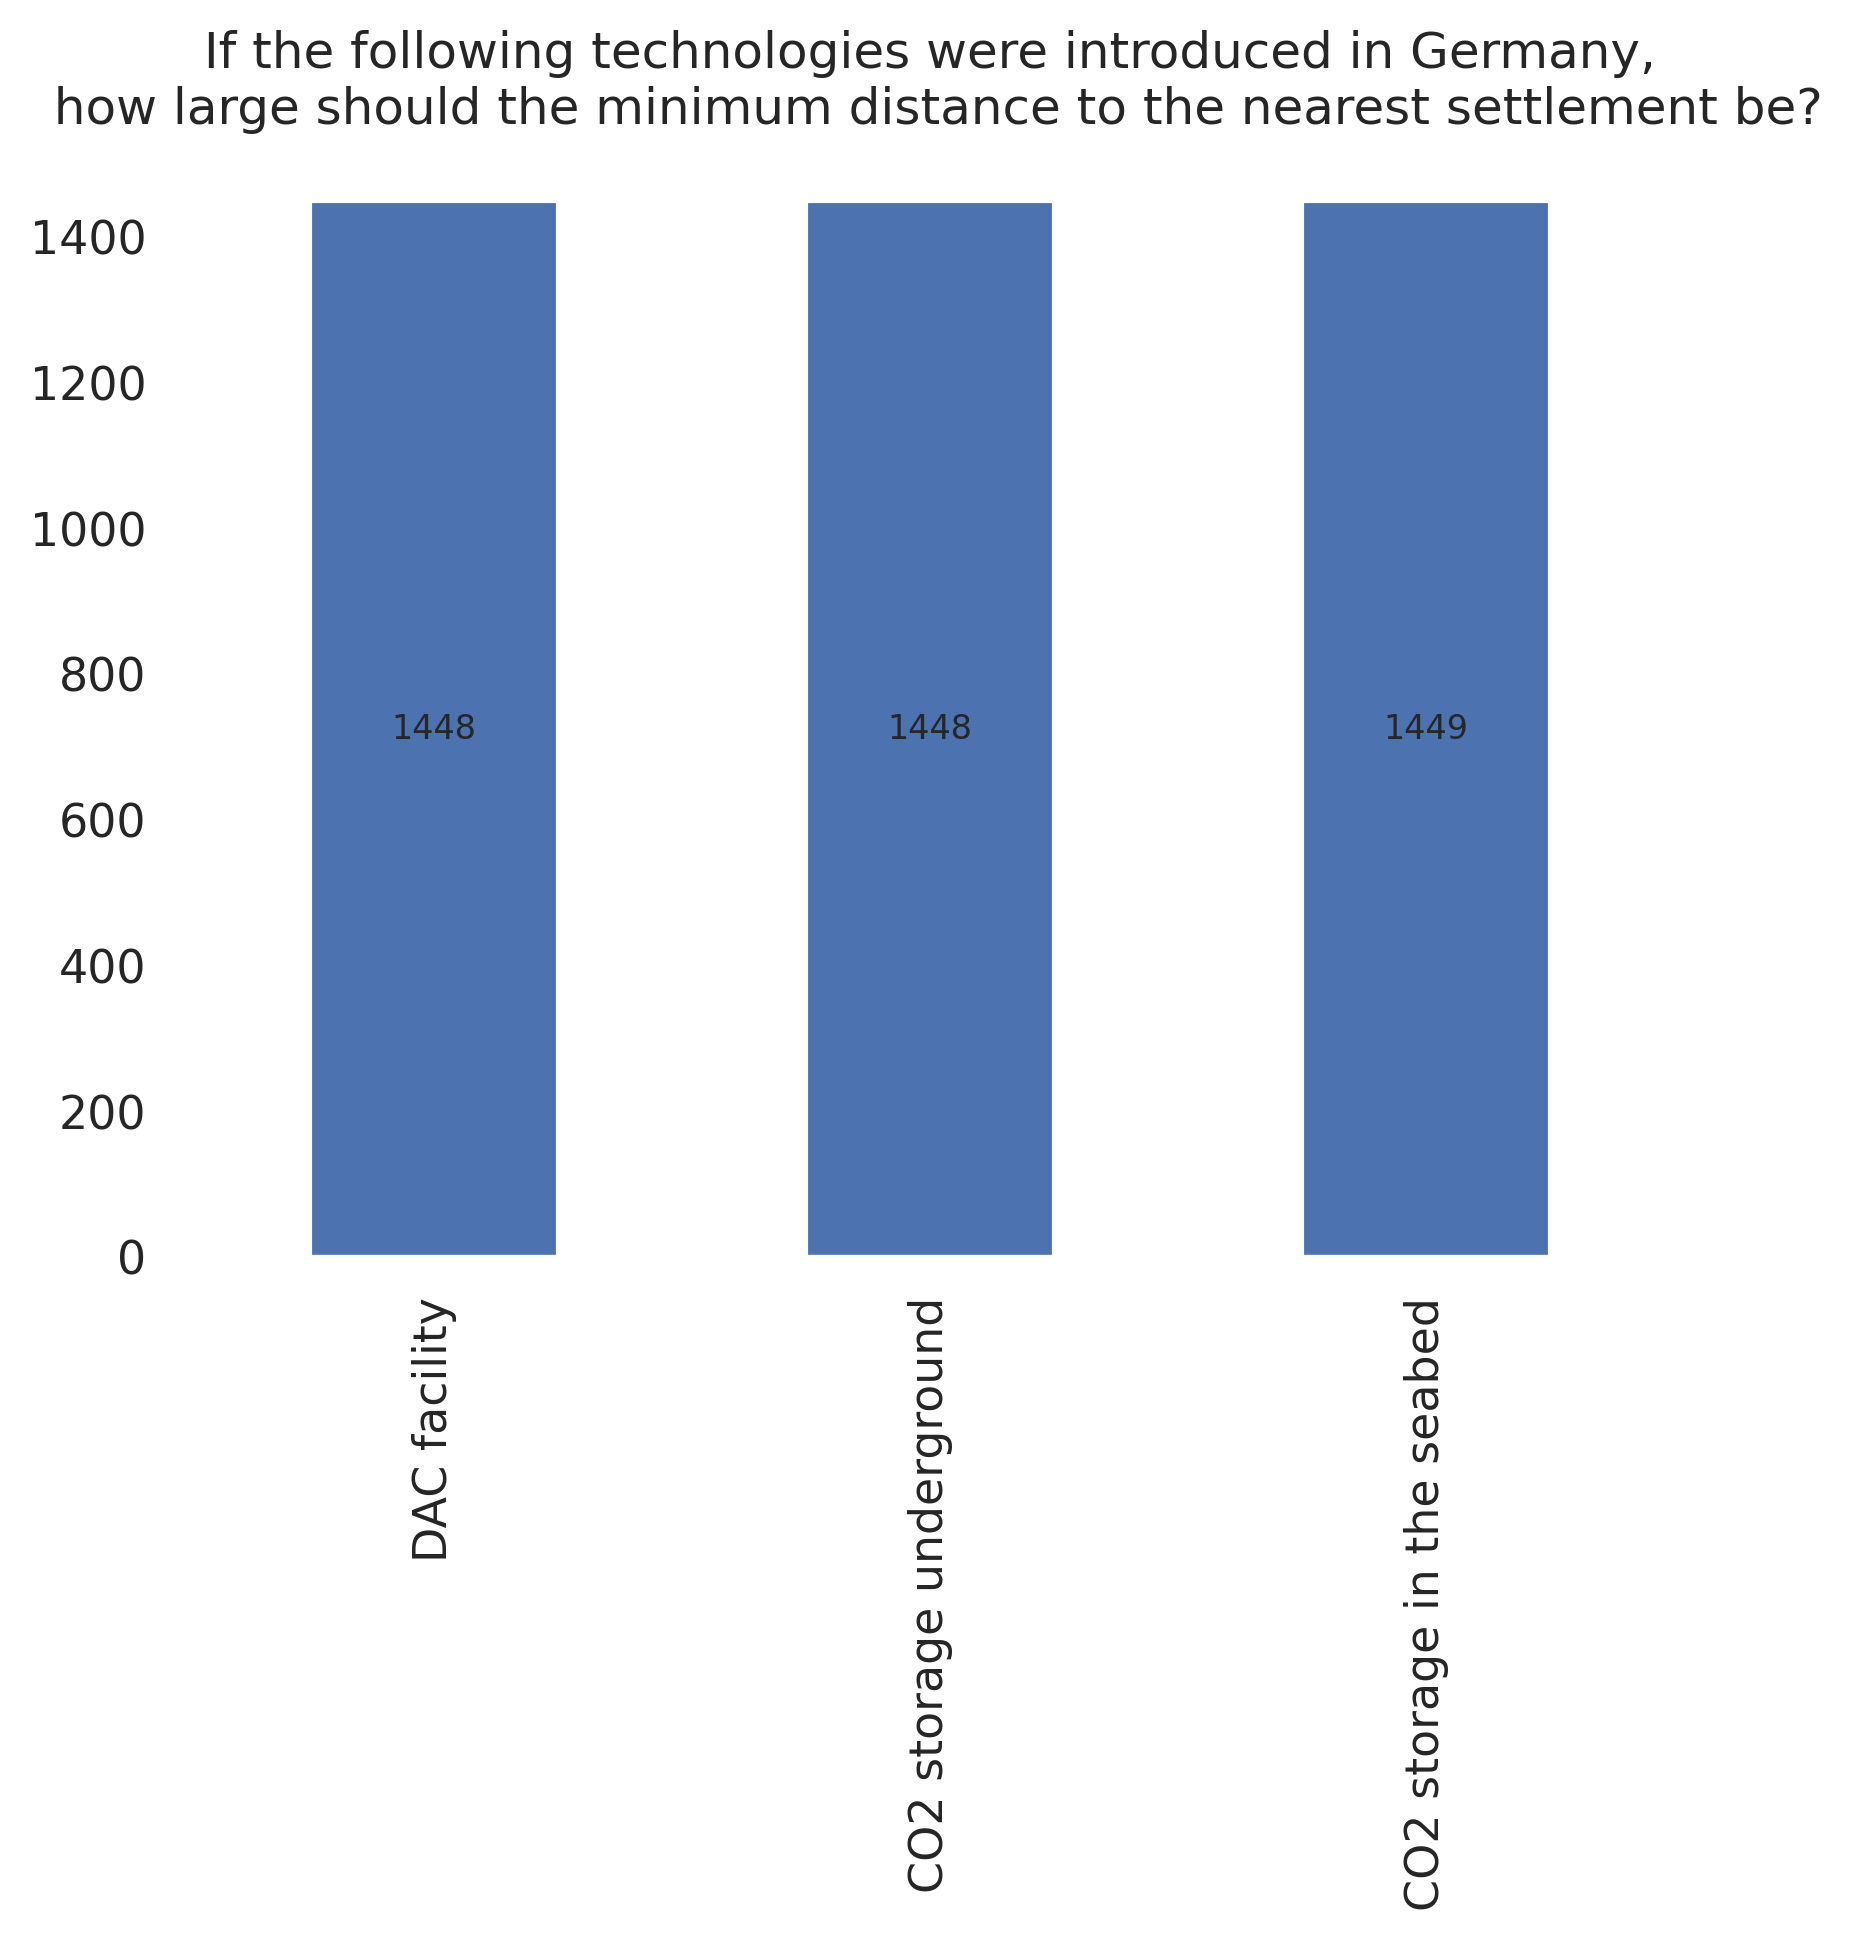 If the following technologies were introduced in Germany,
how large should the minimum distance to the nearest settlement be?
1400
1200
1000
800
600
400
200
0
1448
1448
1449
DAC facility
CO2 storage underground
CO2 storage in the seabed